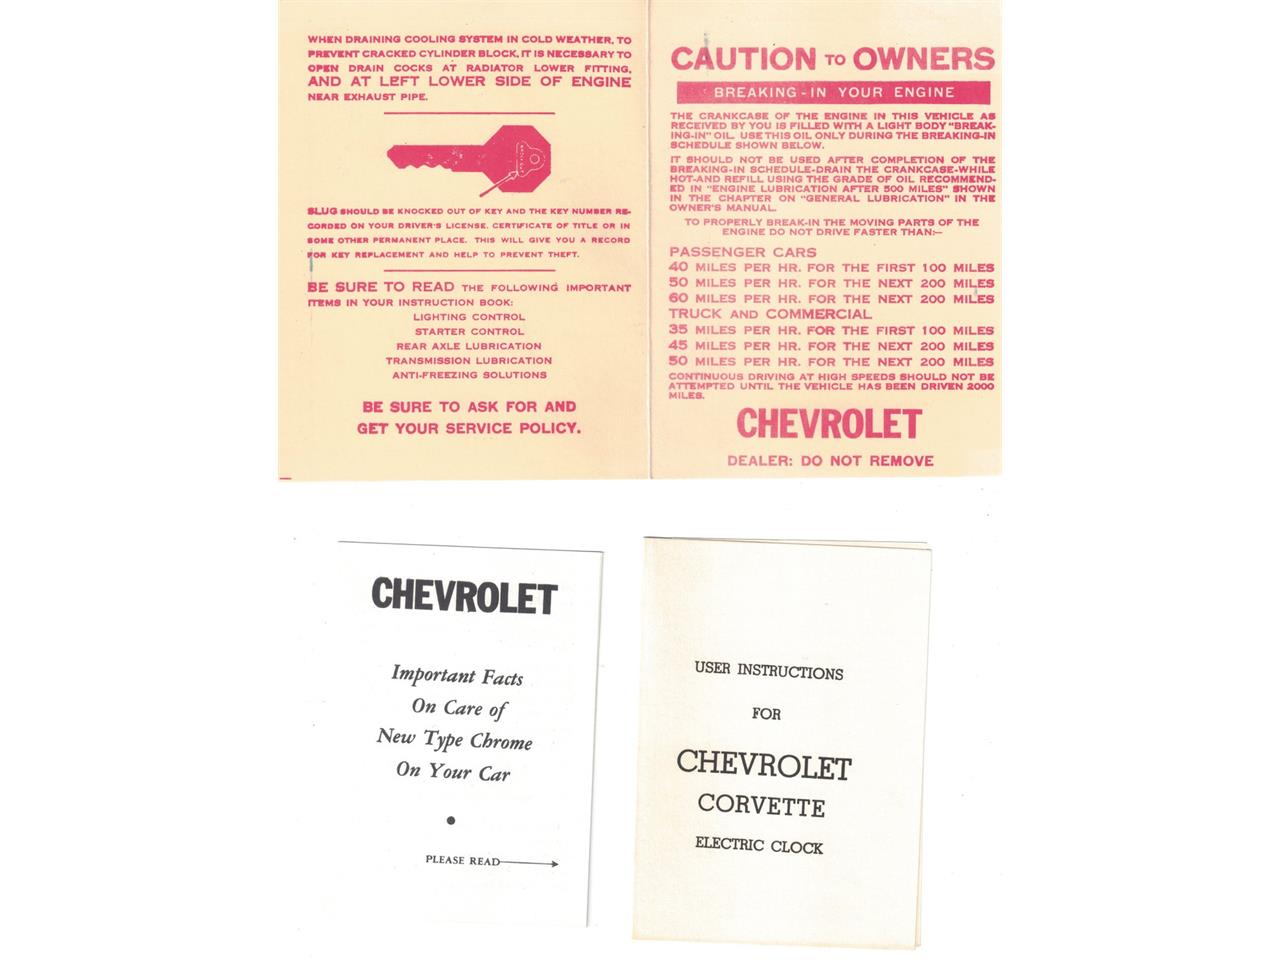 WHEN DRAINING COOLING SYSTEM IN COLD WEATHER, TO
PREVENT CRACKED CYLINDER BLOCK, IT IS NECESSARY TO
OPEN DRAIN COCKS AT RADIATOR LOWER FITTING,
AND AT LEFT LOWER SIDE OF ENGINE
NEAR EXHAUST PIPE.
SLUG SHOULD BE KNOCKED OUT OF KEY AND THE KEY NUMBER RE-
CORDED ON YOUR DRIVER'S LICENSE, CERTIFICATE OF TITLE OR IN
SOME OTHER PERMANENT PLACE. THIS WILL GIVE YOU A RECORD
FOR KEY REPLACEMENT AND HELP TO PREVENT THEFT.
BE SURE TO READ THE FOLLOWING IMPORTANT
ITEMS IN YOUR INSTRUCTION BOOK:
LIGHTING CONTROL
STARTER CONTROL
REAR AXLE LUBRICATION
TRANSMISSION LUBRICATION
ANTI-FREEZING SOLUTIONS
BE SURE TO ASK FOR AND
GET YOUR SERVICE POLICY.
CAUTION TO OWNERS
BREAKING-IN YOUR ENGINE
THE CRANKCASE OF THE ENGINE IN THIS VEHICLE AS
RECEIVED BY YOU IS FILLED WITH A LIGHT BODY "BREAK-
ING-IN" OIL. USE THIS OIL ONLY DURING THE BREAKING-IN
SCHEDULE SHOWN BELOW.
IT SHOULD NOT BE USED AFTER COMPLETION OF THE
BREAKING-IN SCHEDULE-DRAIN THE CRANKCASE-WHILE
HOT-AND REFILL USING THE GRADE OF OIL RECOMMEND-
ED IN "ENGINE LUBRICATION AFTER 500 MILES" SHOWN
IN THE CHAPTER ON "GENERAL LUBRICATION" IN THE
OWNER'S MANUAL.
TO PROPERLY BREAK-IN THE MOVING PARTS OF THE
ENGINE DO NOT DRIVE FASTER THAN:—
PASSENGER CARS
40 MILES PER HR. FOR THE FIRST 100 MILES
50 MILES PER HR. FOR THE NEXT 200 MILES
60 MILES PER HR. FOR THE NEXT 200 MILES
TRUCK AND COMMERCIAL
35 MILES PER HR. FOR THE FIRST 100 MILES
45 MILES PER HR. FOR THE NEXT 200 MILES
50 MILES PER HR. FOR THE NEXT 200 MILES
CONTINUOUS DRIVING AT HIGH SPEEDS SHOULD NOT BE
ATTEMPTED UNTIL THE VEHICLE HAS BEEN DRIVEN 2000
MILES.
CHEVROLET
DEALER: DO NOT REMOVE
CHEVROLET
Important Facts
On Care of
New Type Chrome
On Your Car
PLEASE READ
USER INSTRUCTIONS
FOR
CHEVROLET
CORVETTE
ELECTRIC CLOCK